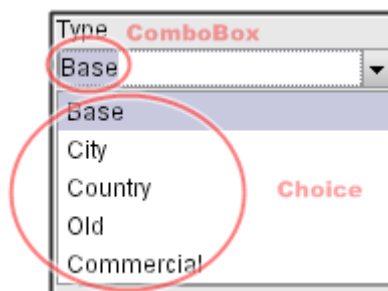 Type ComboBox
Base
Base
City
Country Choice
Old
Commercial